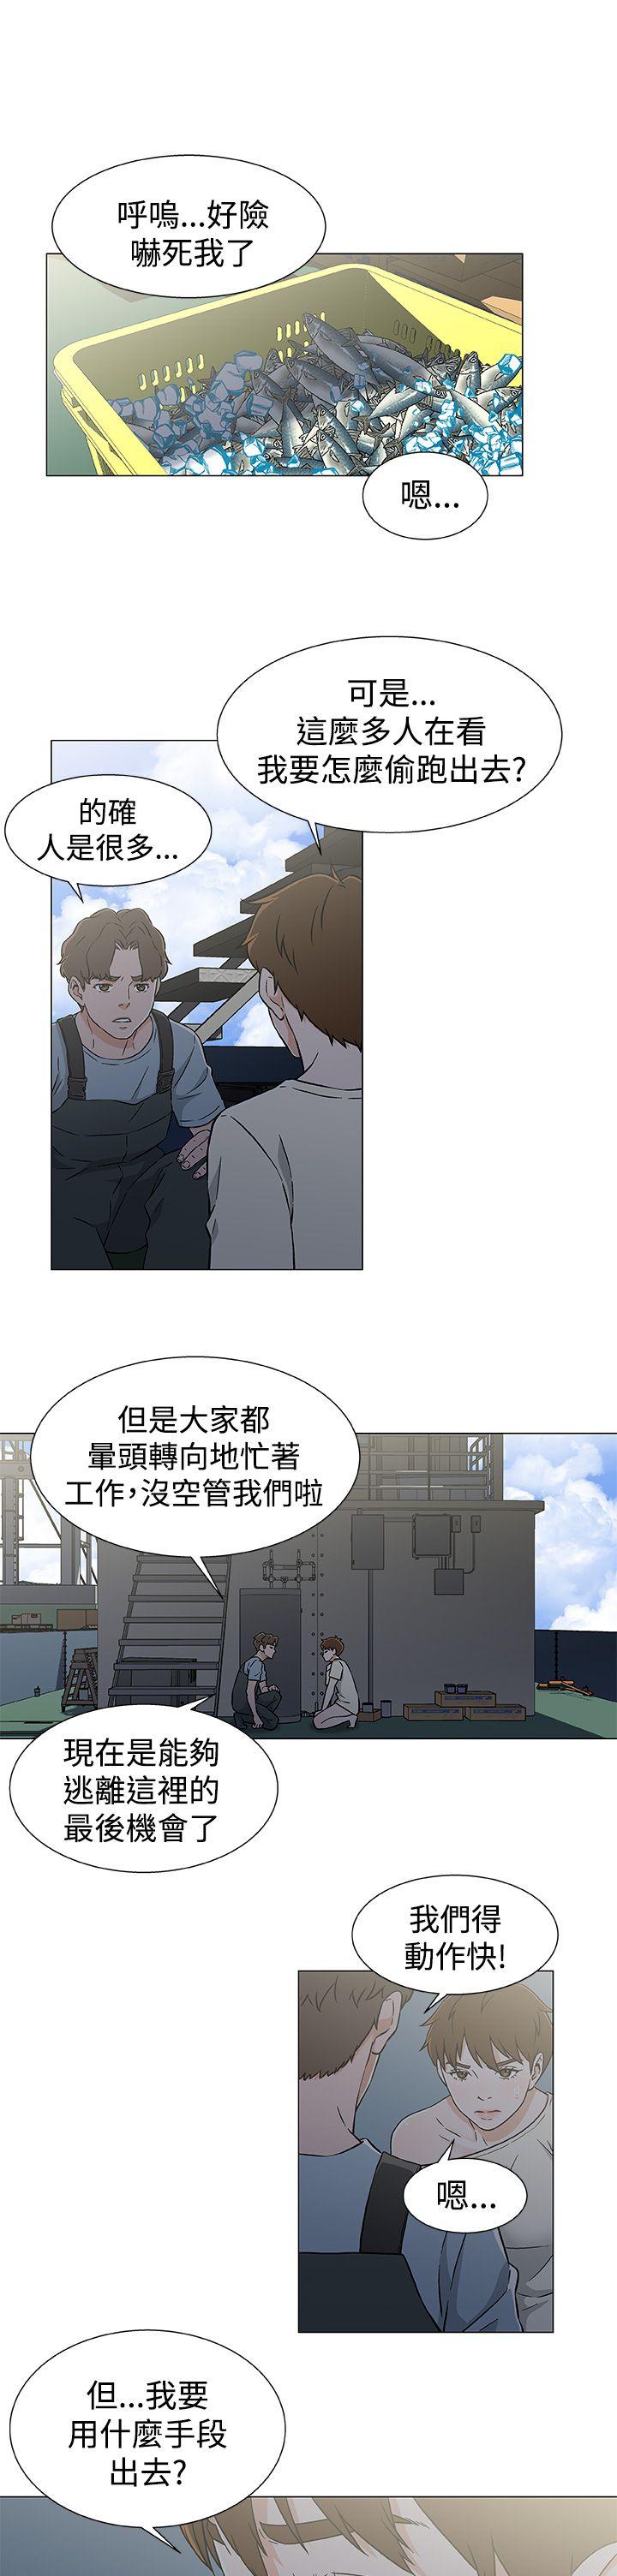 呼嗚...好險
嚇死我了
嗯...
可是...
這麼多人在看
我要怎麼偷跑出去?
的確
人是很多...
但是大家都
暈頭轉向地忙著
工作,沒空管我們啦
現在是能夠
逃離這裡的
最後機會了
我們得
動作快!
嗯...
但...我要
用什麼手段
出去?